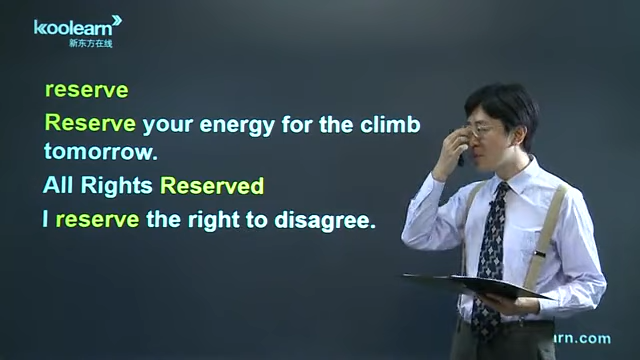 koolearn
新东方在线
reserve
Reserve your energy for the climb
tomorrow.
All Rights Reserved
I reserve the right to disagree.
arn.com